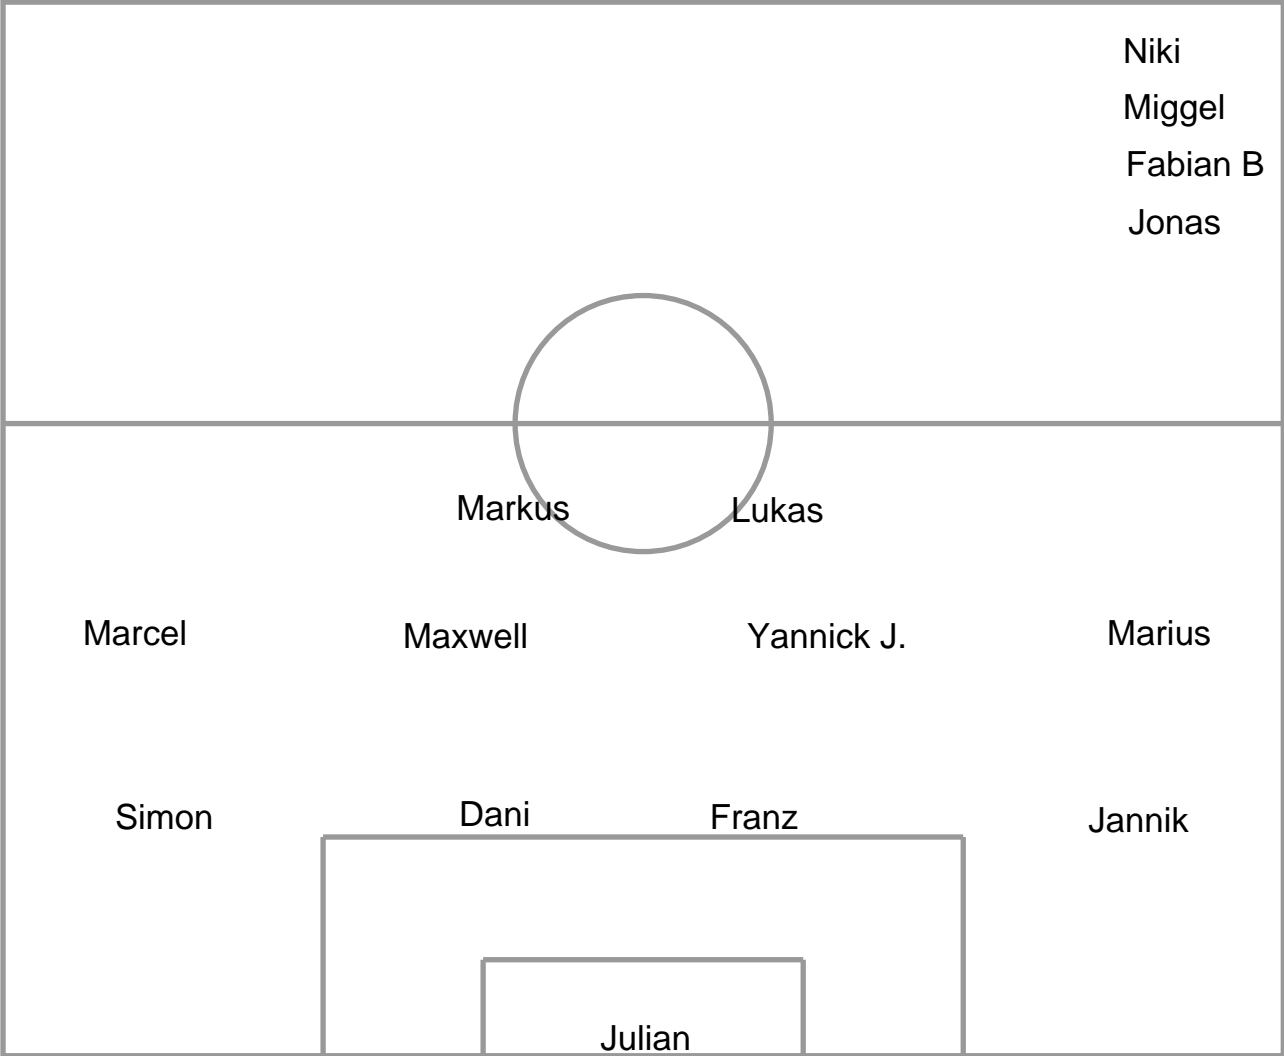 Niki
Miggel
Fabian B
Jonas
Markus Lukas
Marcel Maxwell Yannick J. Marius
Simon Dani Franz Jannik
Julian